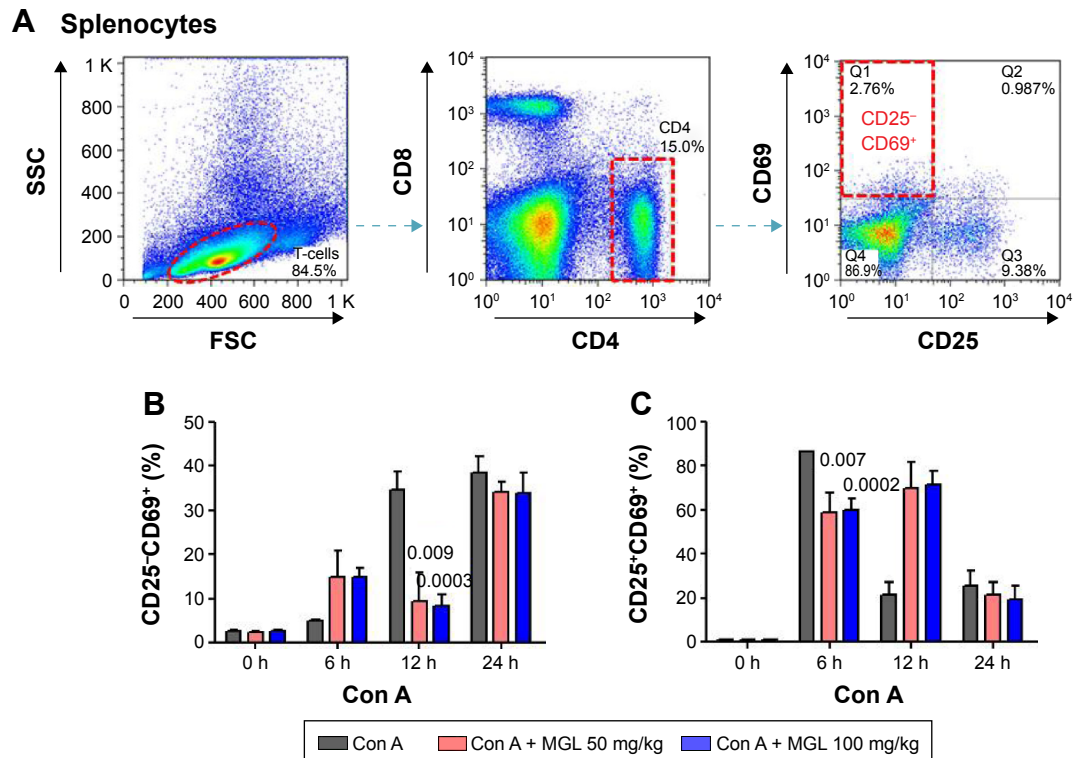 A Splenocytes
SSC
1 K
800
600
400
200
0
T-cells
84.5%
0 200 400 600 800 1 K
FSC
CD8
10⁴
10³
10²
10¹
10⁰
CD4
15.0%
10⁰ 10¹ 10² 10³ 10⁴
CD4
CD69
10⁴
10³
10²
10¹
10⁰
Q1
2.76%
Q2
0.987%
CD25⁻
CD69⁺
Q4
86.9%
Q3
9.38%
10⁰ 10¹ 10² 10³ 10⁴
CD25
B
CD25⁻CD69⁺ (%)
50
40
30
20
10
0
0.009
0.0003
0 h 6 h 12 h 24 h
Con A
C
CD25⁺CD69⁺ (%)
100
80
60
40
20
0
0.007
0.0002
0 h 6 h 12 h 24 h
Con A
Con A Con A + MGL 50 mg/kg Con A + MGL 100 mg/kg